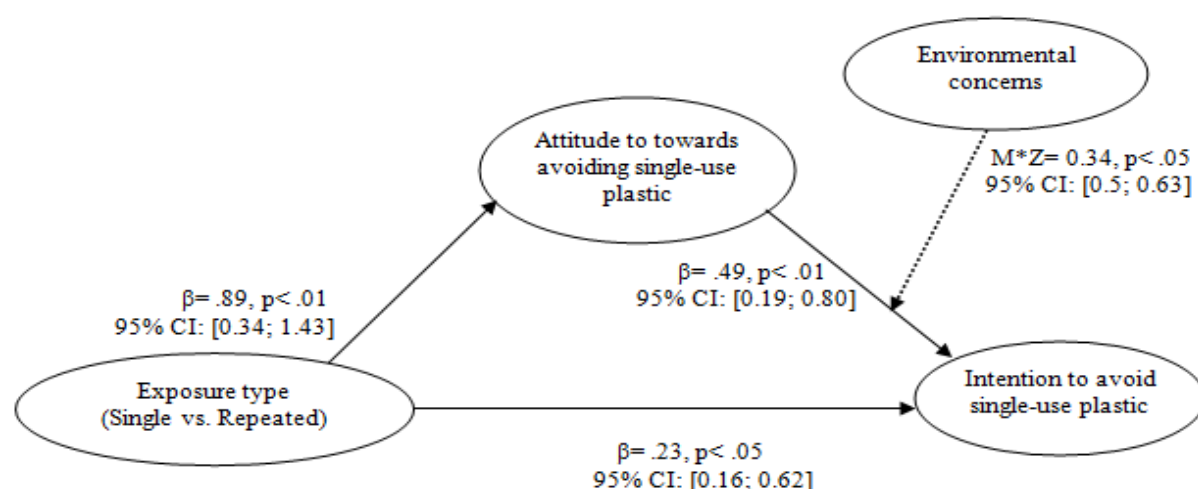 Environmental
concerns
Attitude to towards
avoiding single-use
plastic
M*Z= 0.34, p< .05
95% CI: [0.5; 0.63]
β= .49, p< .01
95% CI: [0.19; 0.80]
β= .89, p< .01
95% CI: [0.34; 1.43]
Exposure type
(Single vs. Repeated)
Intention to avoid
single-use plastic
β= .23, p< .05
95% CI: [0.16; 0.62]